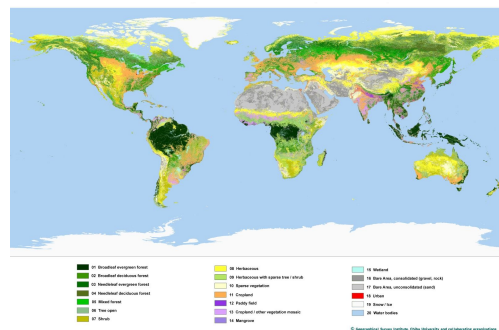 01 Broadleaf evergreen forest
02 Broadleaf deciduous forest
03 Needleleaf evergreen forest
04 Needleleaf deciduous forest
05 Mixed forest
06 Tree open
07 Shrub
08 Herbaceous
09 Herbaceous with sparse tree / shrub
10 Sparse vegetation
11 Cropland
12 Paddy field
13 Cropland / other vegetation mosaic
14 Mangrove
15 Wetland
16 Bare Area, consolidated (gravel, rock)
17 Bare Area, unconsolidated (sand)
18 Urban
19 Snow / Ice
20 Water bodies
© Geospatial Survey Institute, Chiba University and collaborating organizations